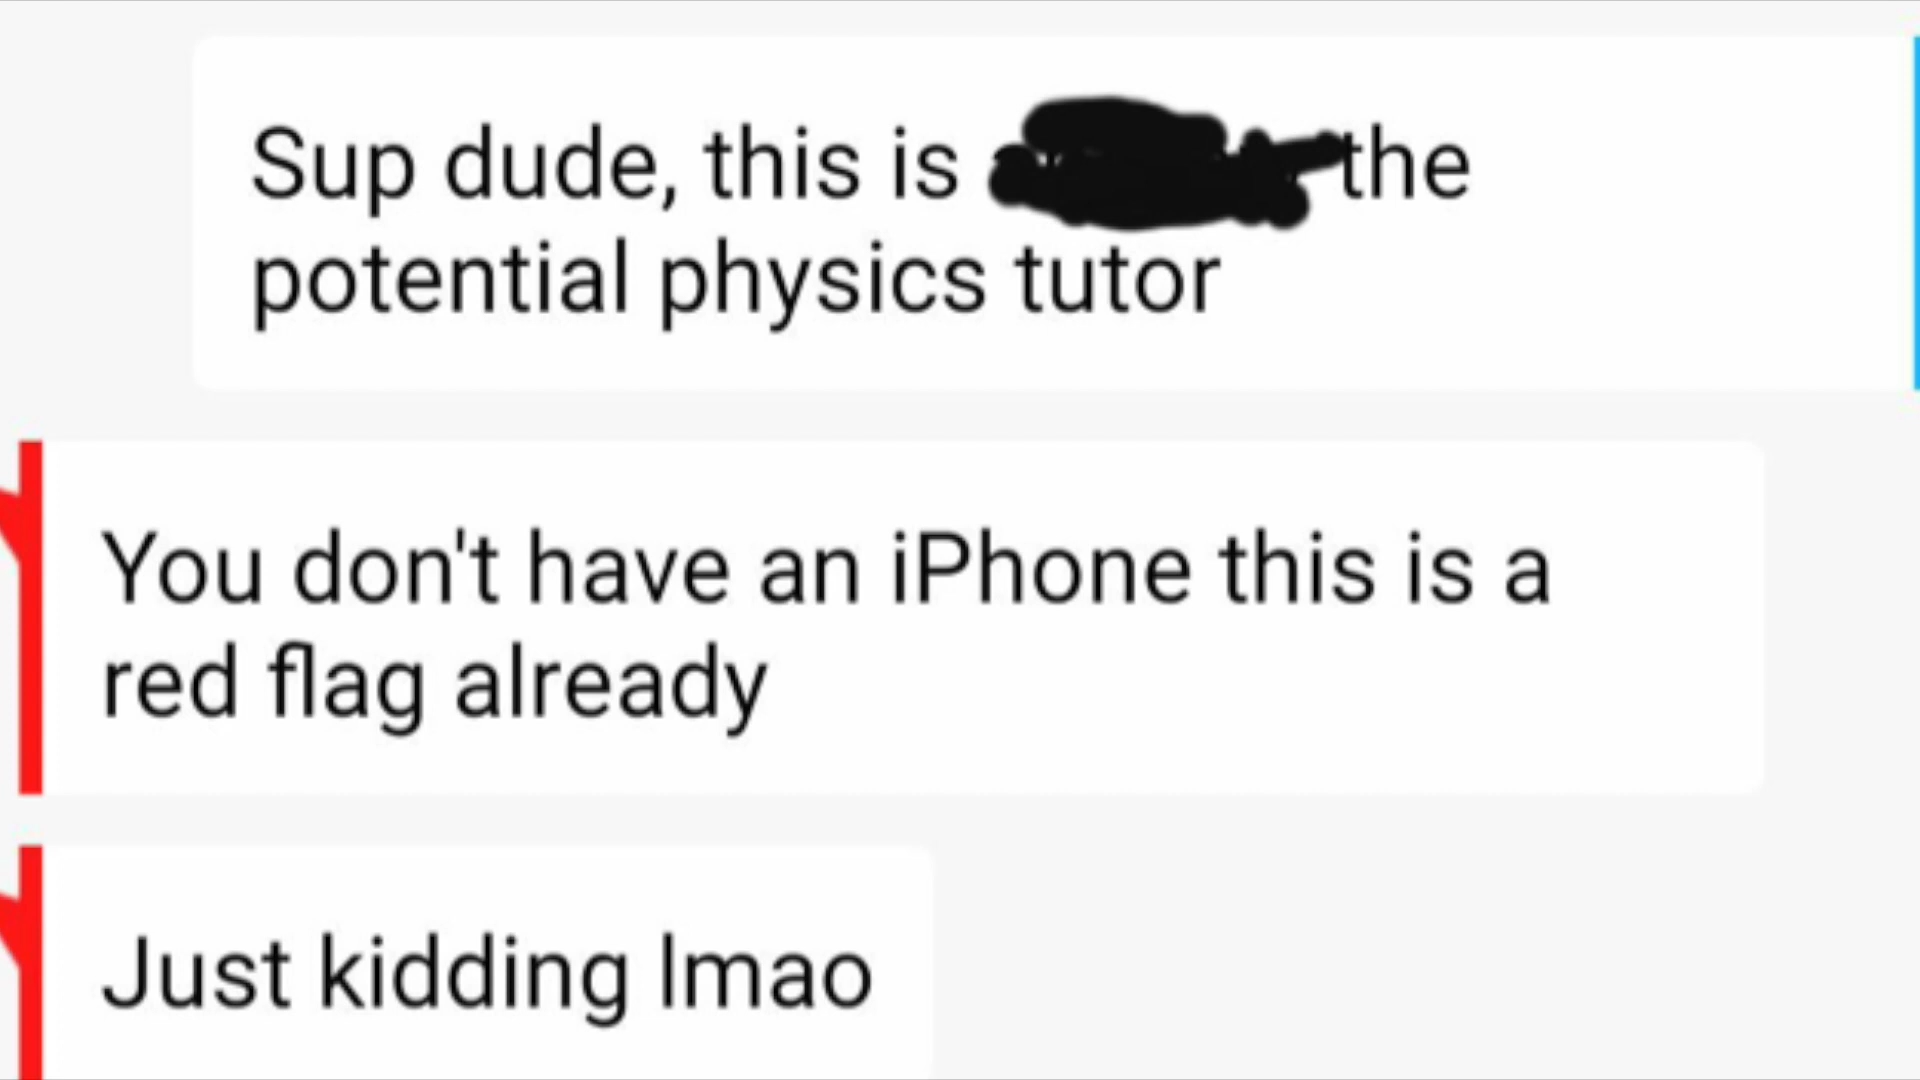 Sup dude, this is the
potential physics tutor
You don't have an iPhone this is a
red flag already
Just kidding lmao